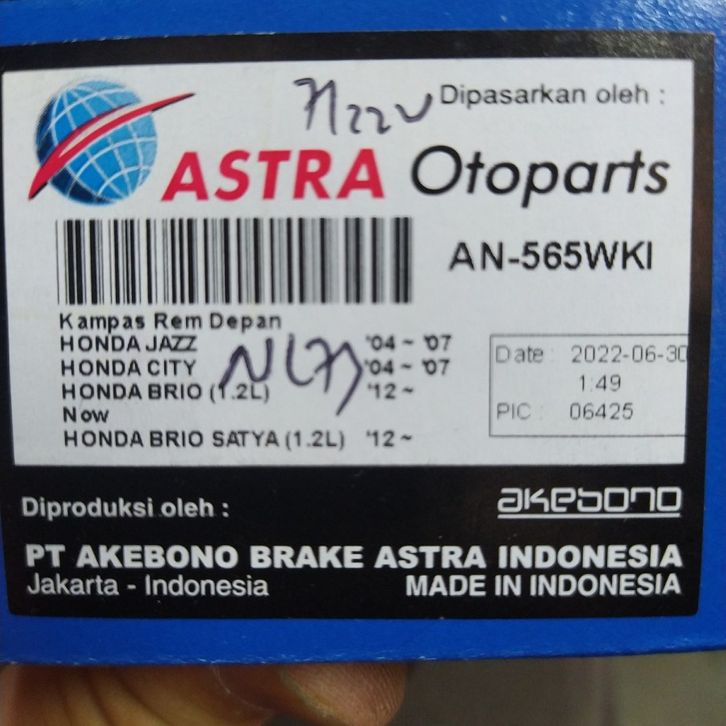 Dipasarkan oleh :
ASTRA Otoparts
AN-565WKI
Kampas Rem Depan
HONDA JAZZ '04 ~ '07
HONDA CITY '04 ~ '07
HONDA BRIO (1.2L) '12 ~
Now
HONDA BRIO SATYA (1.2L) '12 ~
Date : 2022-06-30
1:49
PIC : 06425
Diproduksi oleh :
akebono
PT AKEBONO BRAKE ASTRA INDONESIA
Jakarta - Indonesia MADE IN INDONESIA